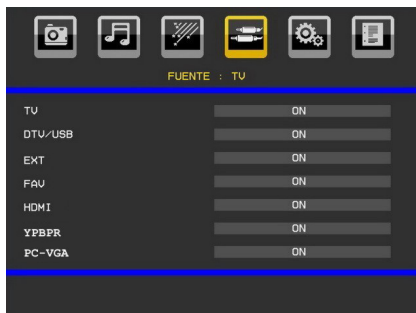 FUENTE : TV
TV ON
DTV/USB ON
EXT ON
FAV ON
HDMI ON
YPBPR ON
PC-VGA ON